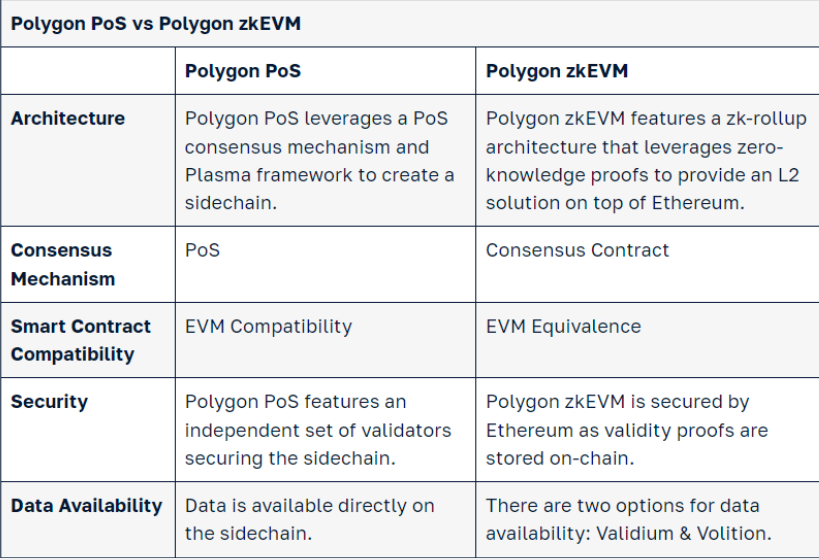 Polygon PoS vs Polygon zkEVM
Polygon PoS
Polygon zkEVM
Architecture
Polygon PoS leverages a PoS
consensus mechanism and
Plasma framework to create a
sidechain.
Polygon zkEVM features a zk-rollup
architecture that leverages zero-
knowledge proofs to provide an L2
solution on top of Ethereum.
Consensus
Mechanism
PoS
Consensus Contract
Smart Contract
Compatibility
EVM Compatibility
EVM Equivalence
Security
Polygon PoS features an
independent set of validators
securing the sidechain.
Polygon zkEVM is secured by
Ethereum as validity proofs are
stored on-chain.
Data Availability
Data is available directly on
the sidechain.
There are two options for data
availability: Validium & Volition.